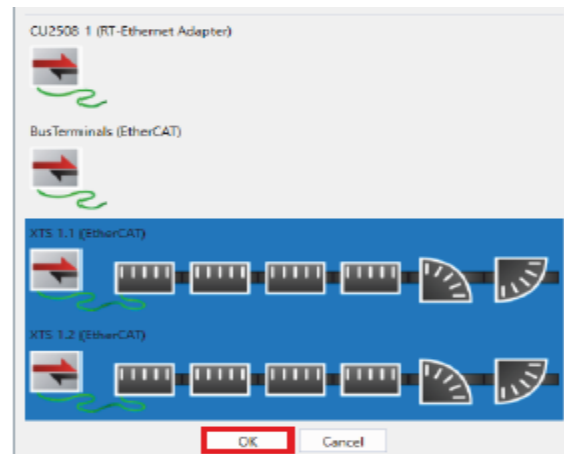 CU2508 1 (RT-Ethernet Adapter)
BusTerminals (EtherCAT)
XTS 1.1 (EtherCAT)
XTS 1.2 (EtherCAT)
OK Cancel